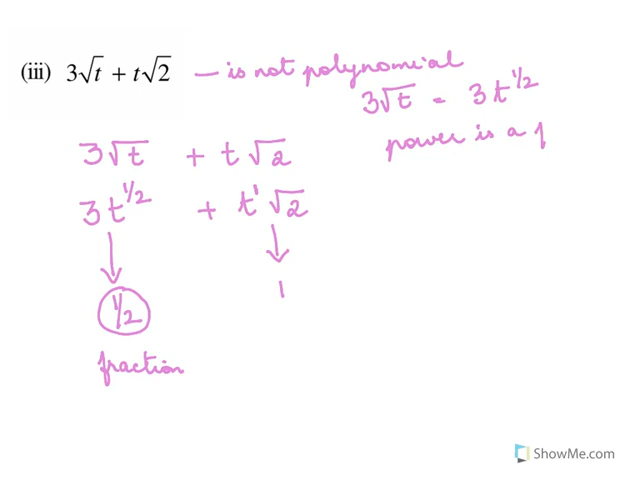 (iii) 3√t + t√2 — is not polynomial
3√t = 3t^1/2
power is a f
3√t + t√2
3t^1/2 + t^1 √2
1/2
1
fraction
ShowMe.com